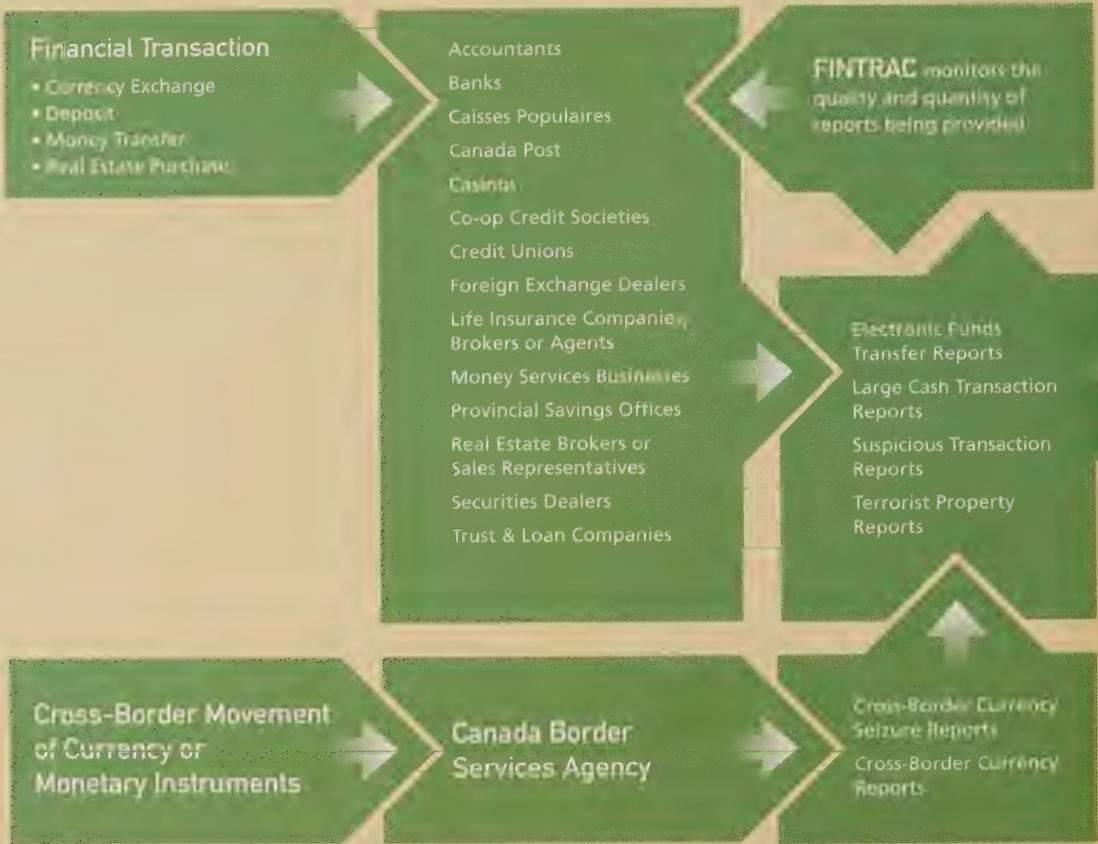 Financial Transaction
• Currency Exchange
• Deposit
• Money Transfer
• Real Estate Purchase
Accountants
Banks
Caisses Populaires
Canada Post
Casinos
Co-op Credit Societies
Credit Unions
Foreign Exchange Dealers
Life Insurance Companies,
Brokers or Agents
Money Services Businesses
Provincial Savings Offices
Real Estate Brokers or
Sales Representatives
Securities Dealers
Trust & Loan Companies
FINTRAC monitors the
quality and quantity of
reports being provided
Electronic Funds
Transfer Reports
Large Cash Transaction
Reports
Suspicious Transaction
Reports
Terrorist Property
Reports
Cross-Border Movement
of Currency or
Monetary Instruments
Canada Border
Services Agency
Cross-Border Currency
Seizure Reports
Cross-Border Currency
Reports